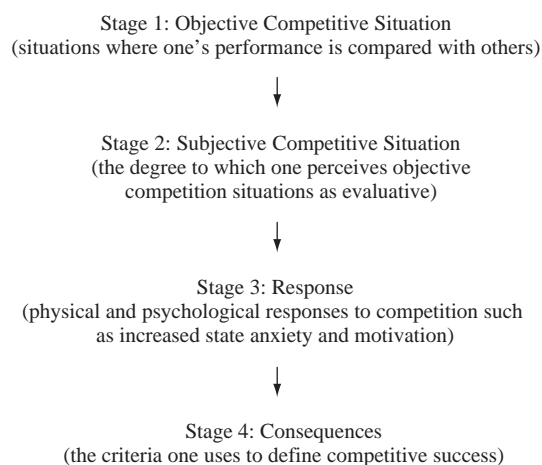 Stage 1: Objective Competitive Situation
(situations where one’s performance is compared with others)
Stage 2: Subjective Competitive Situation
(the degree to which one perceives objective
competition situations as evaluative)
Stage 3: Response
(physical and psychological responses to competition such
as increased state anxiety and motivation)
Stage 4: Consequences
(the criteria one uses to define competitive success)